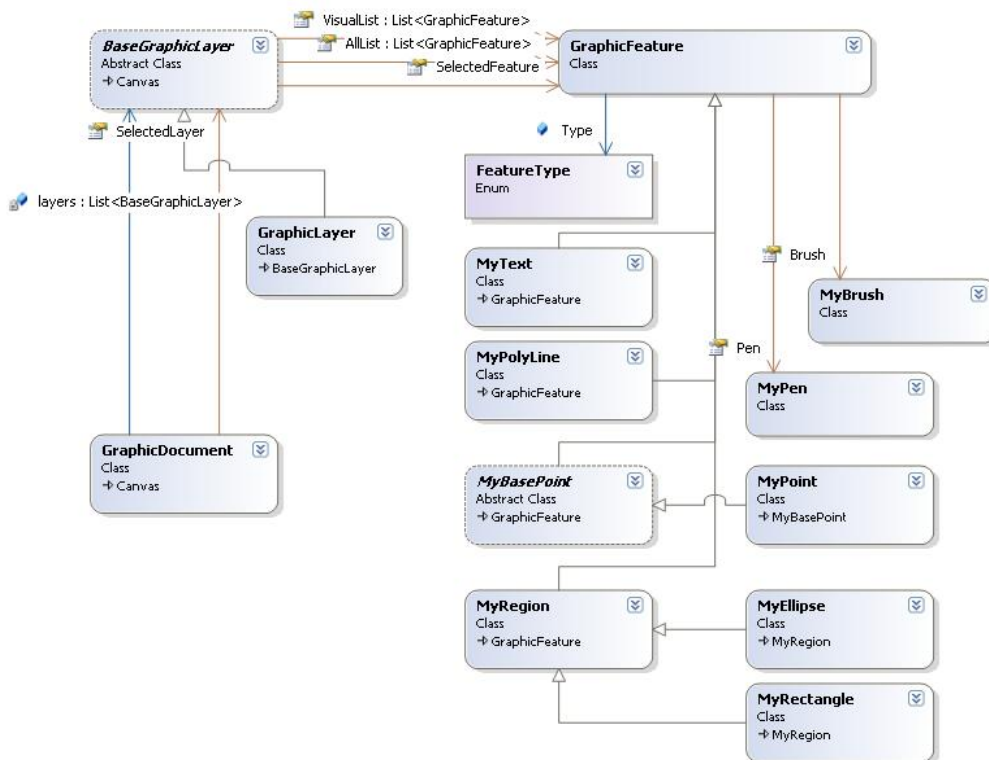 VisualList : List<GraphicFeature>
AllList : List<GraphicFeature>
SelectedFeature
BaseGraphicLayer
Abstract Class
Canvas
GraphicFeature
Class
SelectedLayer
Type
layers : List<BaseGraphicLayer>
FeatureType
Enum
GraphicLayer
Class
BaseGraphicLayer
MyText
Class
GraphicFeature
Brush
MyBrush
Class
MyPolyLine
Class
GraphicFeature
Pen
MyPen
Class
GraphicDocument
Class
Canvas
MyBasePoint
Abstract Class
GraphicFeature
MyPoint
Class
MyBasePoint
MyRegion
Class
GraphicFeature
MyEllipse
Class
MyRegion
MyRectangle
Class
MyRegion